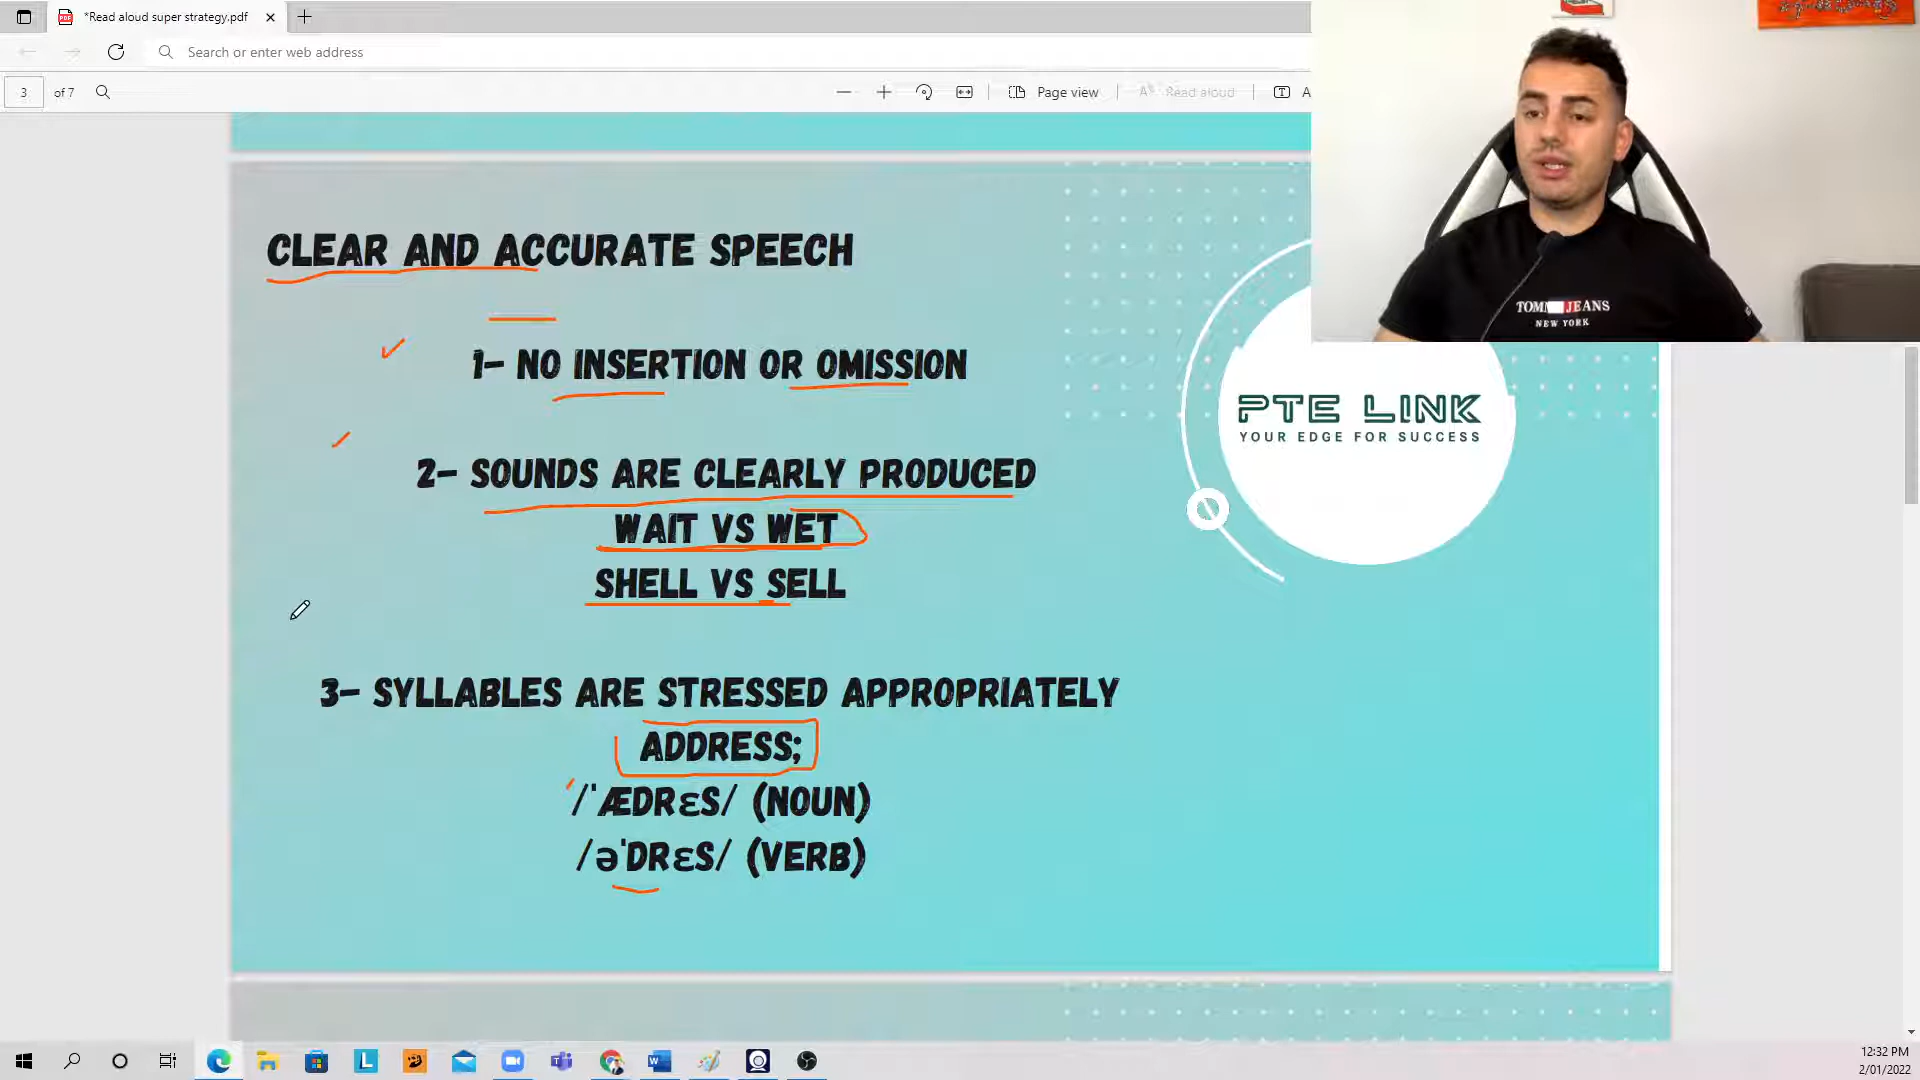 *Read aloud super strategy.pdf
Search or enter web address
3 of 7
Page view
Read aloud
A
CLEAR AND ACCURATE SPEECH
1- NO INSERTION OR OMISSION
2- SOUNDS ARE CLEARLY PRODUCED
WAIT VS WET
SHELL VS SELL
3- SYLLABLES ARE STRESSED APPROPRIATELY
ADDRESS;
/ˈÆDRɛS/ (NOUN)
/əˈDRɛS/ (VERB)
PTE LINK
YOUR EDGE FOR SUCCESS
TOMMY JEANS
NEW YORK
12:32 PM
2/01/2022